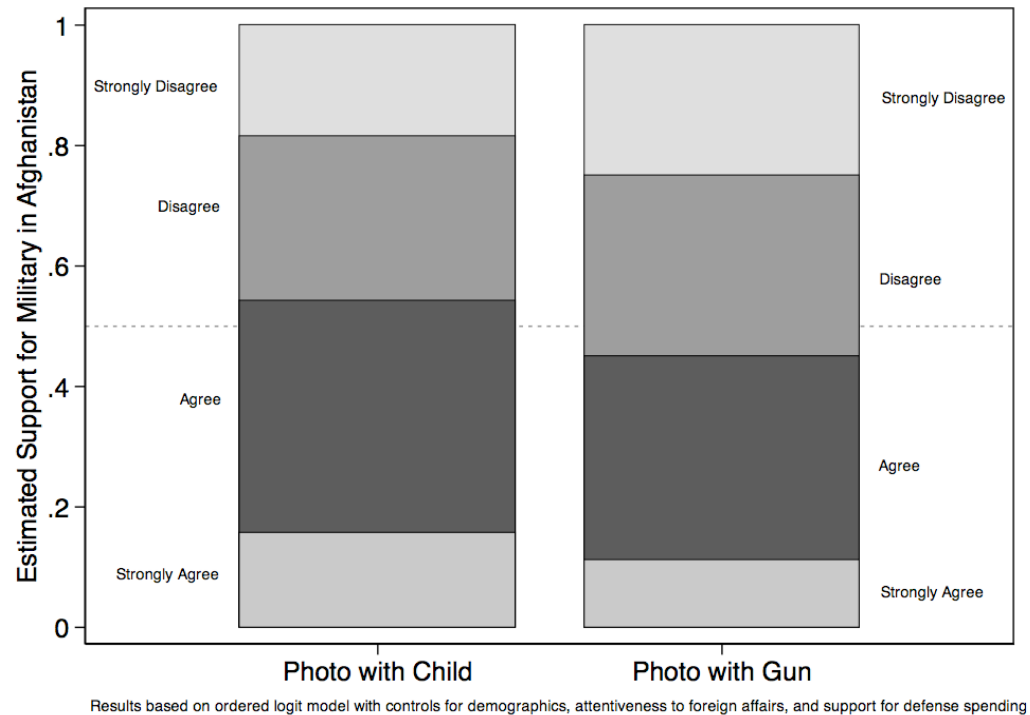 Estimated Support for Military in Afghanistan
1
.8
.6
.4
.2
0
Strongly Disagree
Disagree
Agree
Strongly Agree
Strongly Disagree
Disagree
Agree
Strongly Agree
Photo with Child
Photo with Gun
Results based on ordered logit model with controls for demographics, attentiveness to foreign affairs, and support for defense spending